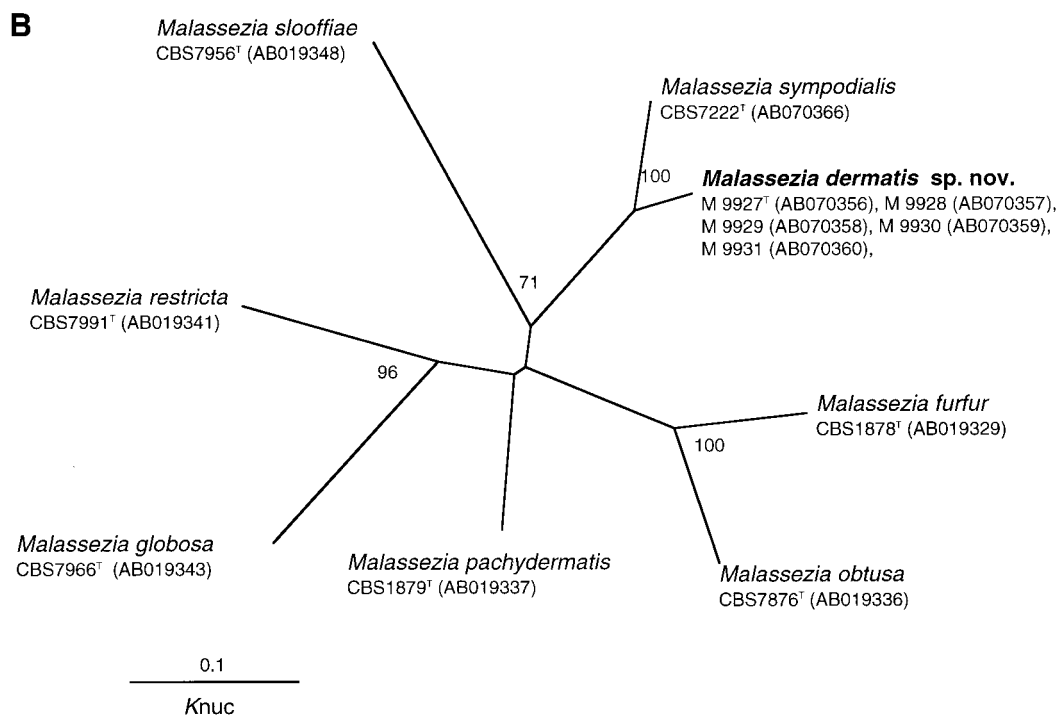 B
Malassezia slooffiae
CBS7956ᵀ (AB019348)
Malassezia sympodialis
CBS7222ᵀ (AB070366)
100
Malassezia dermatis sp. nov.
M 9927ᵀ (AB070356), M 9928 (AB070357),
M 9929 (AB070358), M 9930 (AB070359),
M 9931 (AB070360),
71
Malassezia restricta
CBS7991ᵀ (AB019341)
96
Malassezia furfur
CBS1878ᵀ (AB019329)
100
Malassezia globosa
CBS7966ᵀ (AB019343)
Malassezia pachydermatis
CBS1879ᵀ (AB019337)
Malassezia obtusa
CBS7876ᵀ (AB019336)
0.1
Knuc